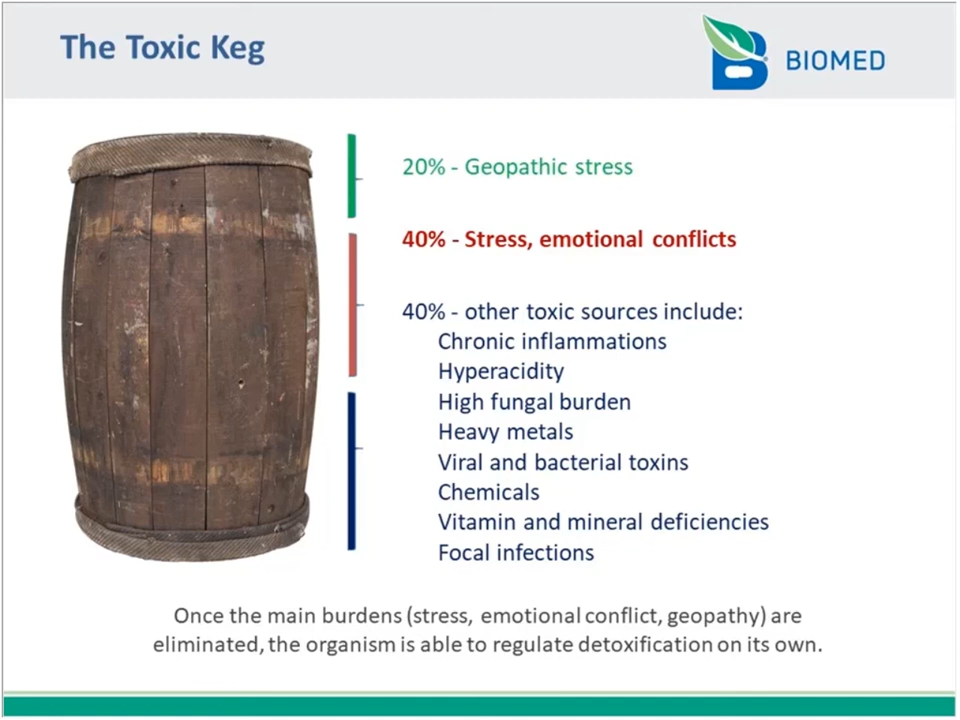 The Toxic Keg
BIOMED
20% - Geopathic stress
40% - Stress, emotional conflicts
40% - other toxic sources include:
Chronic inflammations
Hyperacidity
High fungal burden
Heavy metals
Viral and bacterial toxins
Chemicals
Vitamin and mineral deficiencies
Focal infections
Once the main burdens (stress, emotional conflict, geopathy) are
eliminated, the organism is able to regulate detoxification on its own.